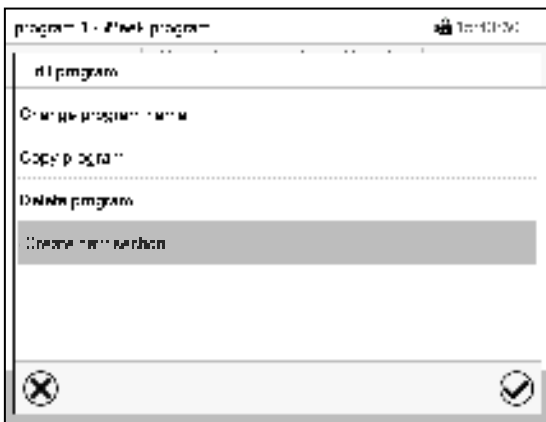 program 1 - Week program
Edit program
Change program name
Copy program
Delete program
Create new section